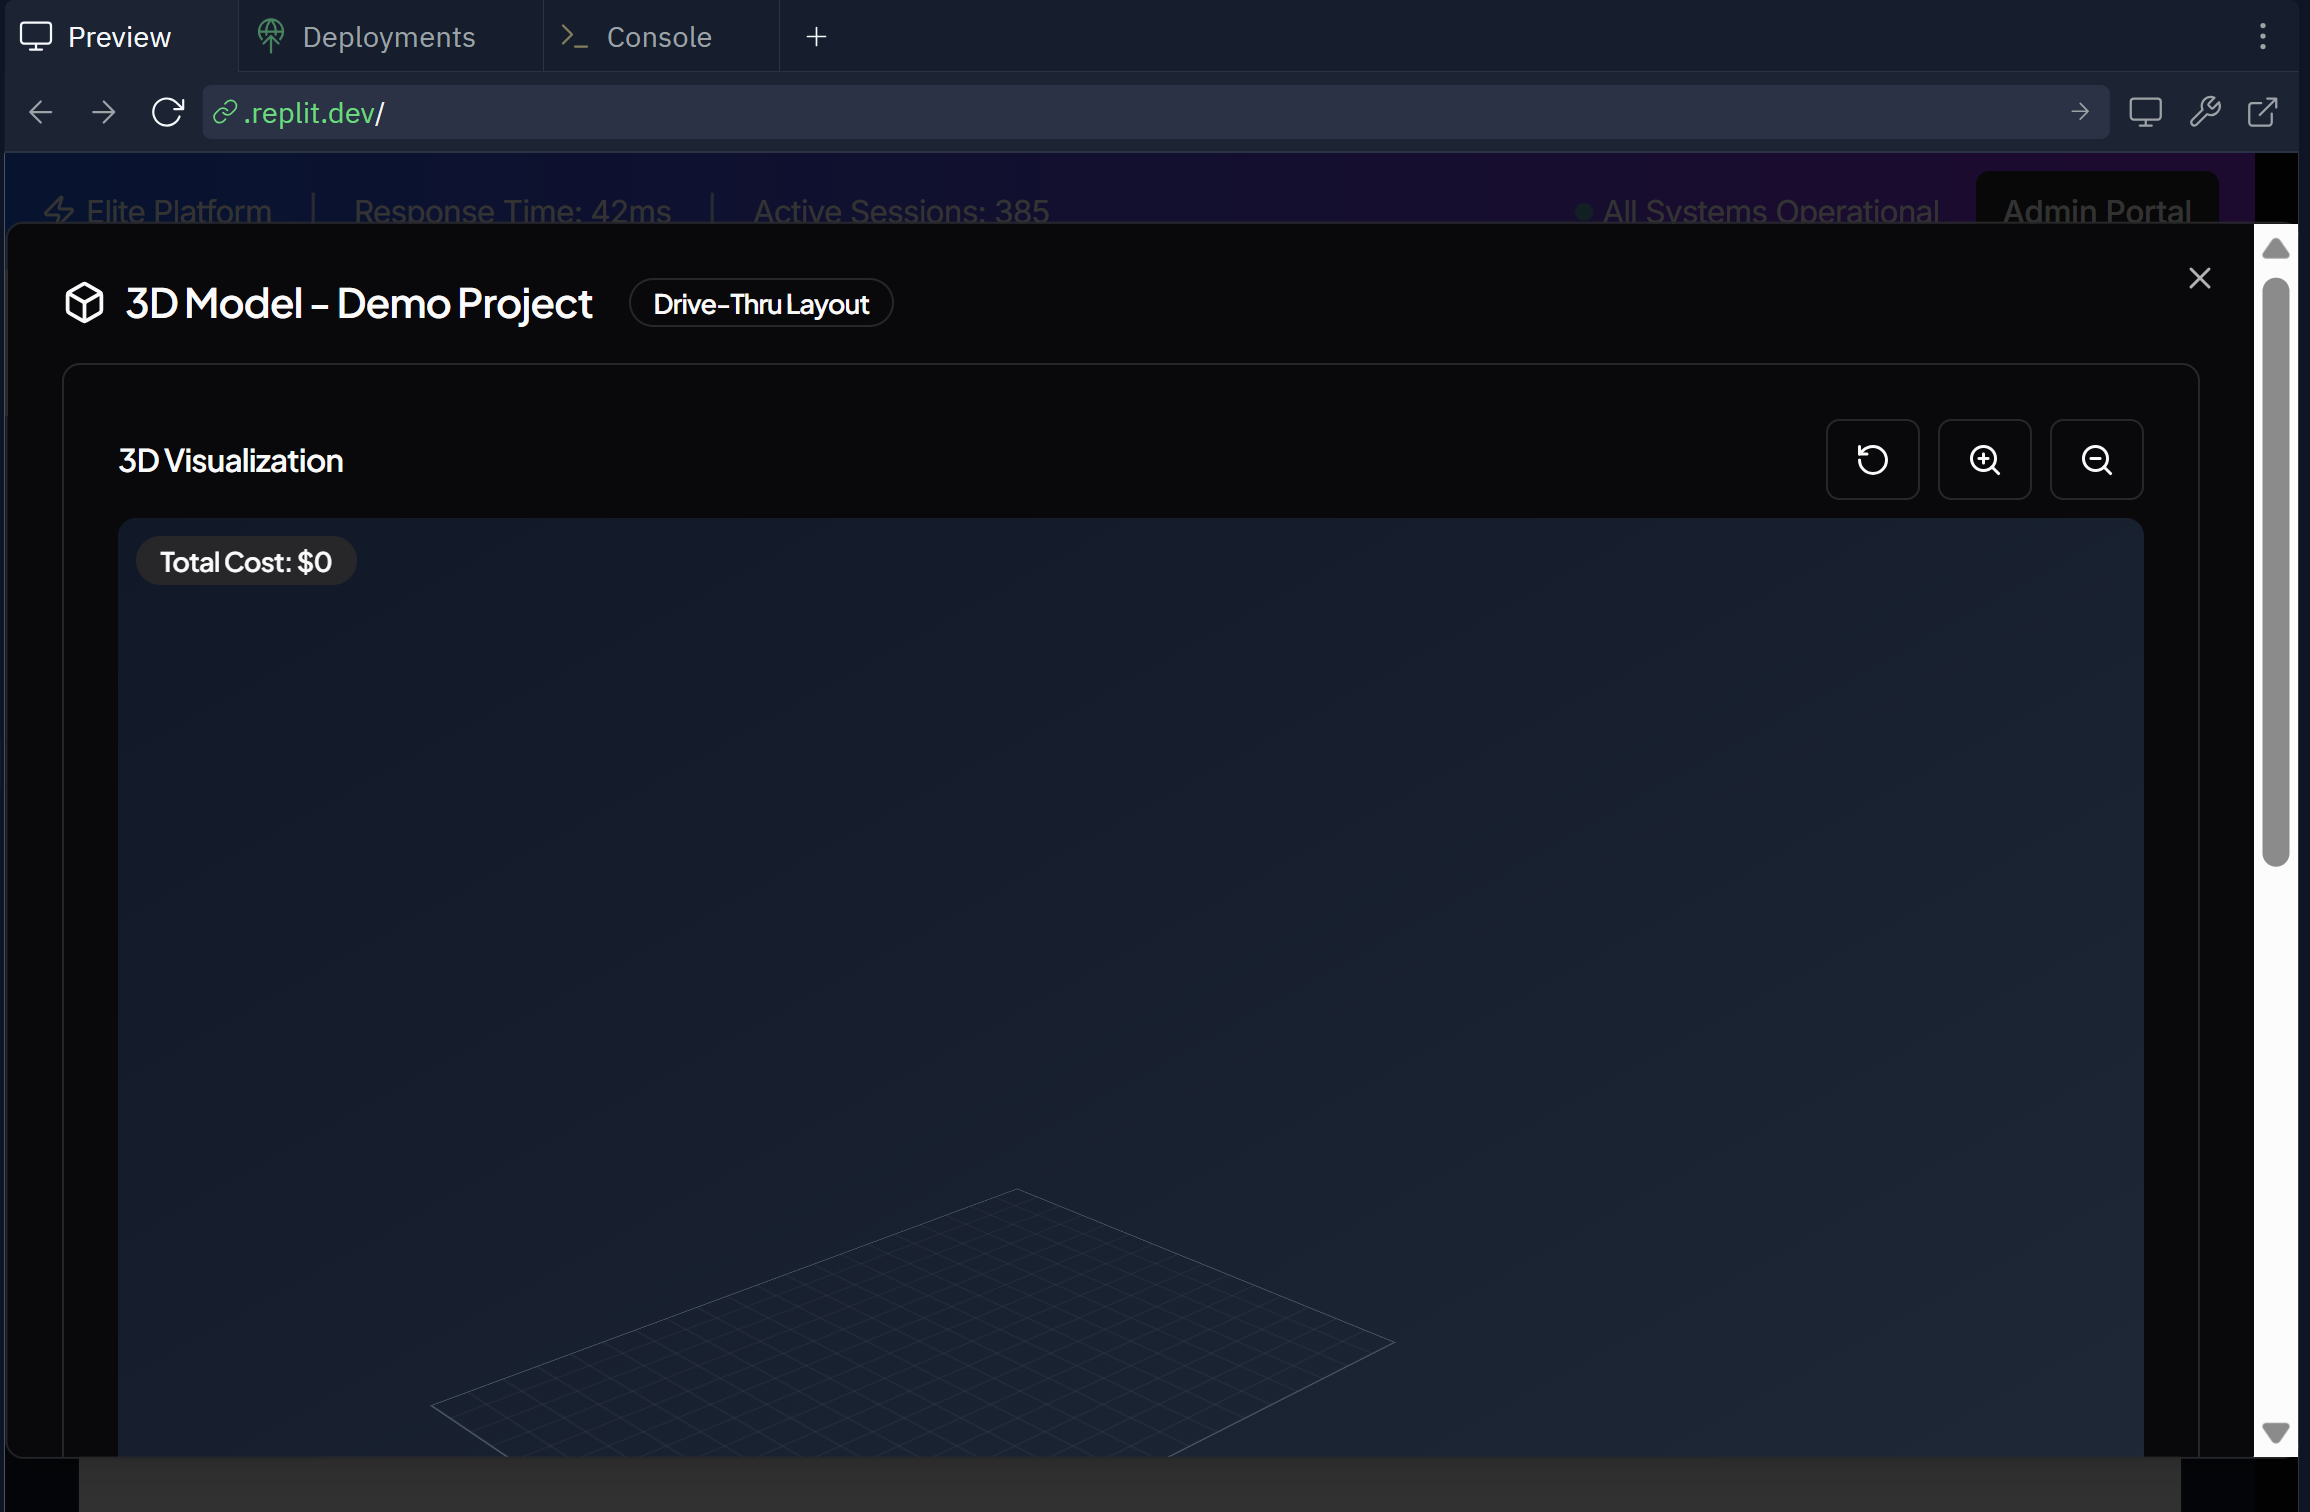 Preview
Deployments
Console
.replit.dev/
Elite Platform | Response Time: 42ms | Active Sessions: 385
All Systems Operational
Admin Portal
3D Model - Demo Project
Drive-Thru Layout
3D Visualization
Total Cost: $0